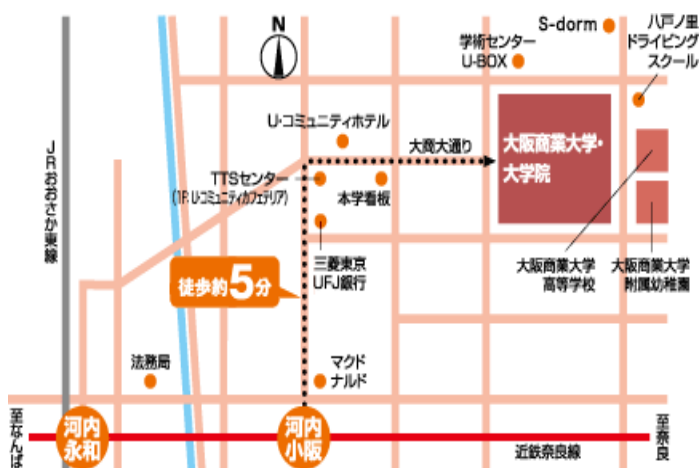 N
S-dorm
八戸ノ里
ドライビング
スクール
学術センター
U-BOX
U・コミュニティホテル
大商大通り
大阪商業大学・
大学院
JRおおさか東線
TTSセンター
(1F: U・コミュニティカフェテリア)
本学看板
三菱東京
UFJ銀行
大阪商業大学
高等学校
大阪商業大学
附属幼稚園
徒歩約5分
法務局
マクド
ナルド
至なんば
河内
永和
河内
小阪
近鉄奈良線
至奈良